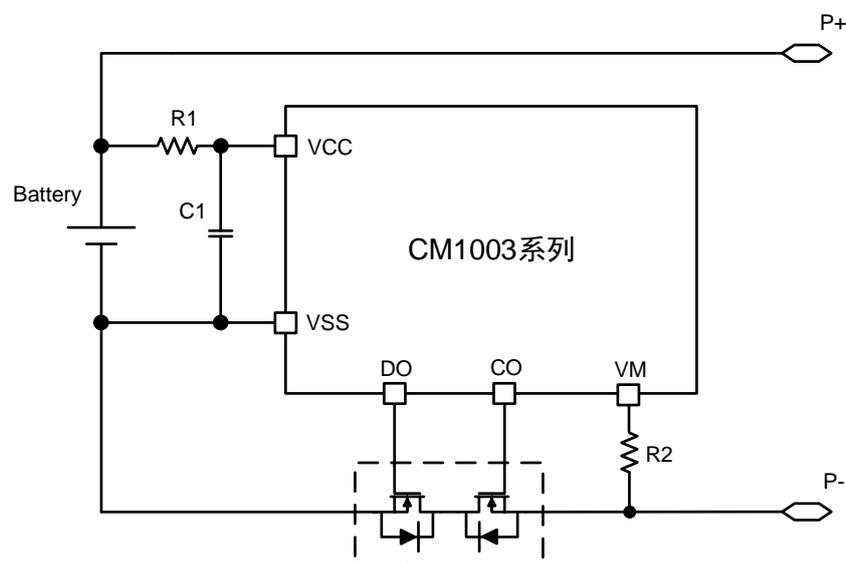 P+
R1
VCC
Battery
C1
CM1003系列
VSS
DO
CO
VM
R2
P-